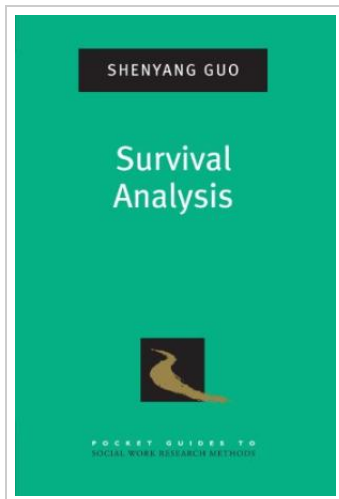 SHENYANG GUO
Survival
Analysis
POCKET GUIDES TO
SOCIAL WORK RESEARCH METHODS